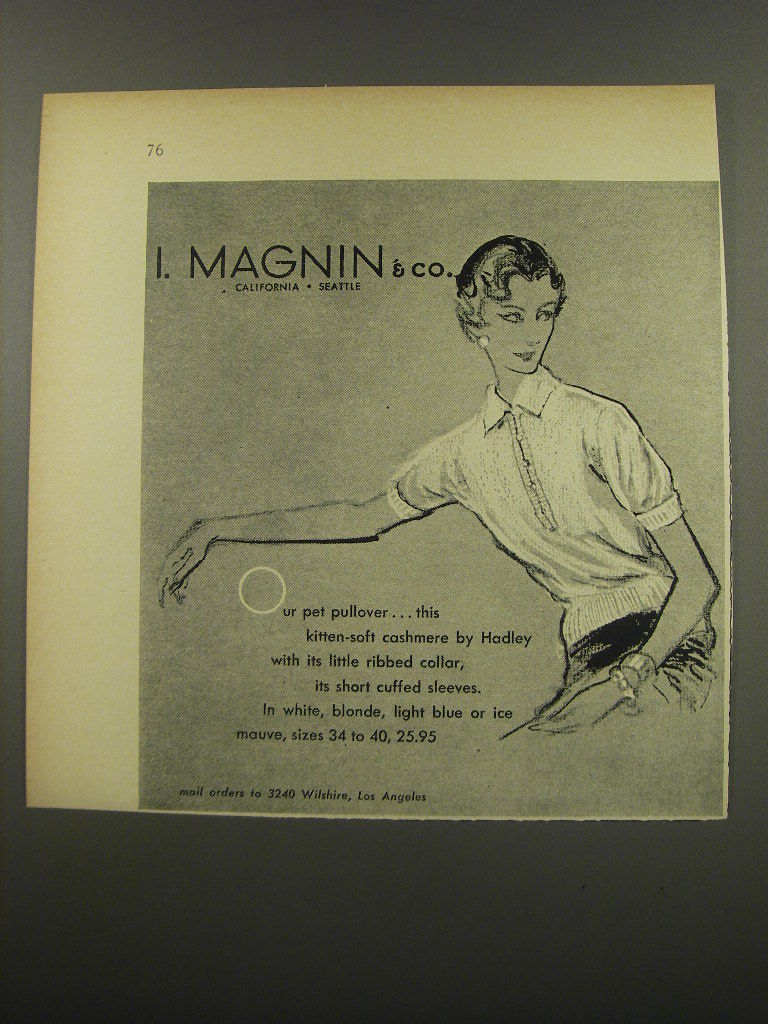 76
I. MAGNIN & CO.
CALIFORNIA • SEATTLE
Our pet pullover...this
kitten-soft cashmere by Hadley
with its little ribbed collar,
its short cuffed sleeves.
In white, blonde, light blue or ice
mauve, sizes 34 to 40, 25.95
mail orders to 3240 Wilshire, Los Angeles